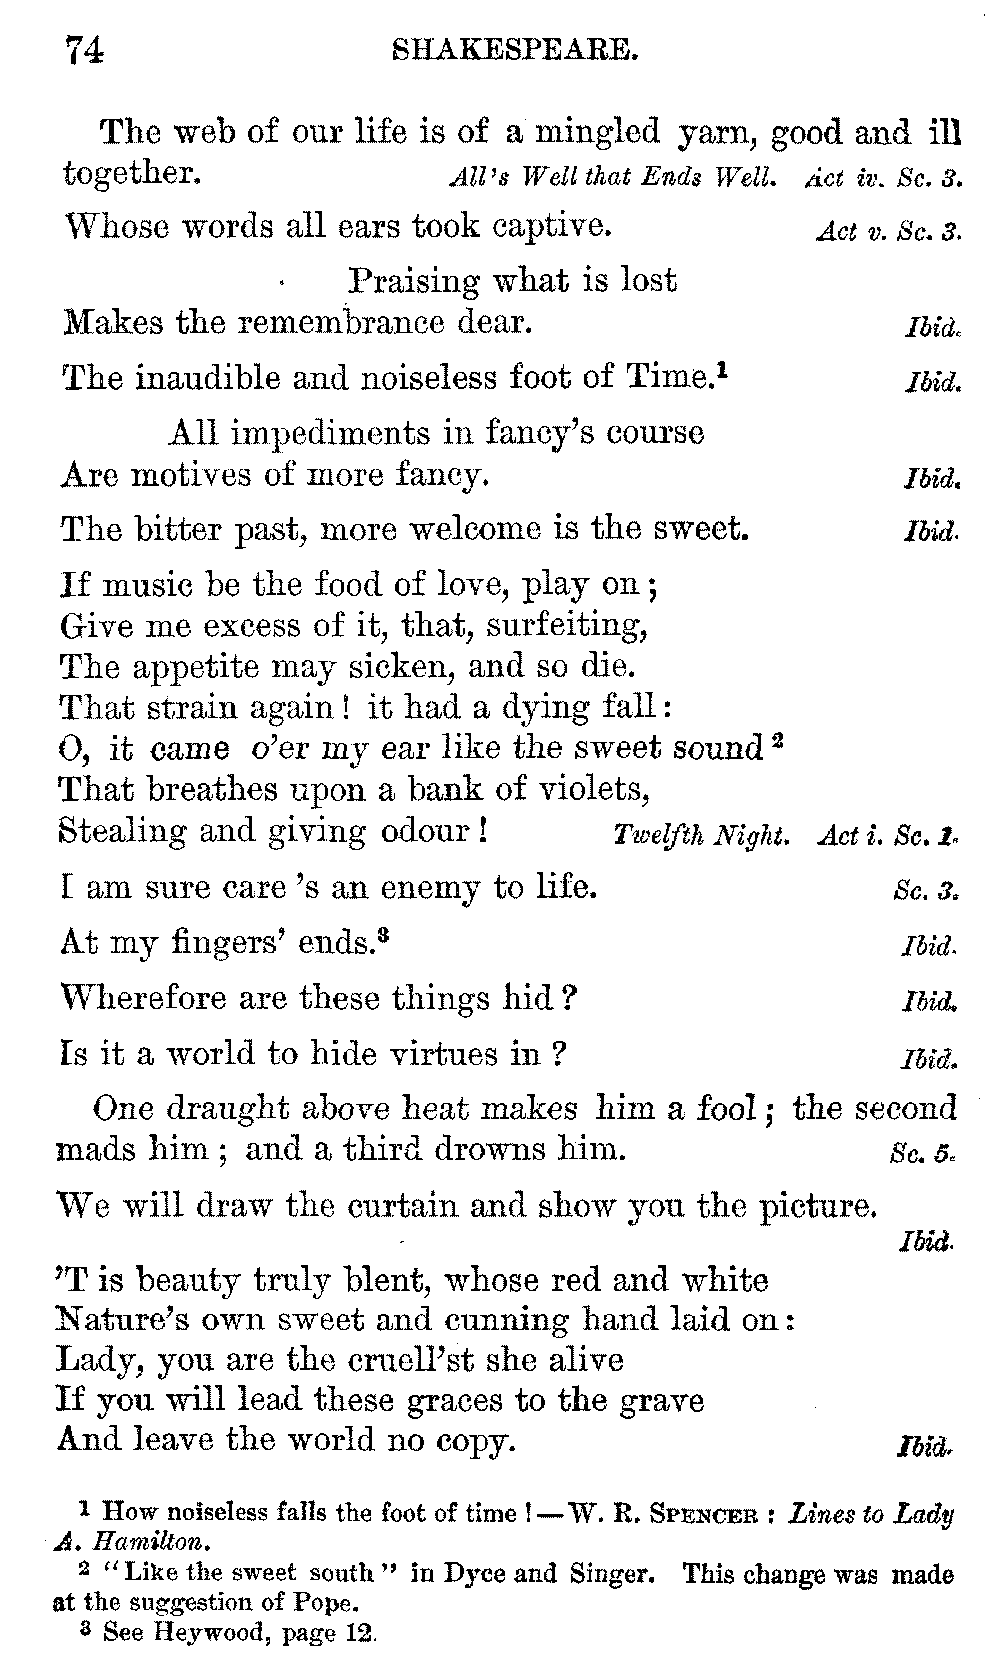 74 SHAKESPEARE.
The web of our life is of a mingled yarn, good and ill
together. All's Well that Ends Well. Act iv. Sc. 3.
Whose words all ears took captive. Act v. Sc. 3.
Praising what is lost
Makes the remembrance dear. Ibid.
The inaudible and noiseless foot of Time.¹ Ibid.
All impediments in fancy's course
Are motives of more fancy. Ibid.
The bitter past, more welcome is the sweet. Ibid.
If music be the food of love, play on ;
Give me excess of it, that, surfeiting,
The appetite may sicken, and so die.
That strain again ! it had a dying fall :
O, it came o'er my ear like the sweet sound ²
That breathes upon a bank of violets,
Stealing and giving odour ! Twelfth Night. Act i. Sc. 1.
I am sure care 's an enemy to life. Sc. 3.
At my fingers' ends.³ Ibid.
Wherefore are these things hid ? Ibid.
Is it a world to hide virtues in ? Ibid.
One draught above heat makes him a fool ; the second
mads him ; and a third drowns him. Sc. 5.
We will draw the curtain and show you the picture.
Ibid.
'T is beauty truly blent, whose red and white
Nature's own sweet and cunning hand laid on :
Lady, you are the cruell'st she alive
If you will lead these graces to the grave
And leave the world no copy. Ibid.
¹ How noiseless falls the foot of time ! — W. R. SPENCER : Lines to Lady
A. Hamilton.
² "Like the sweet south" in Dyce and Singer. This change was made
at the suggestion of Pope.
³ See Heywood, page 12.